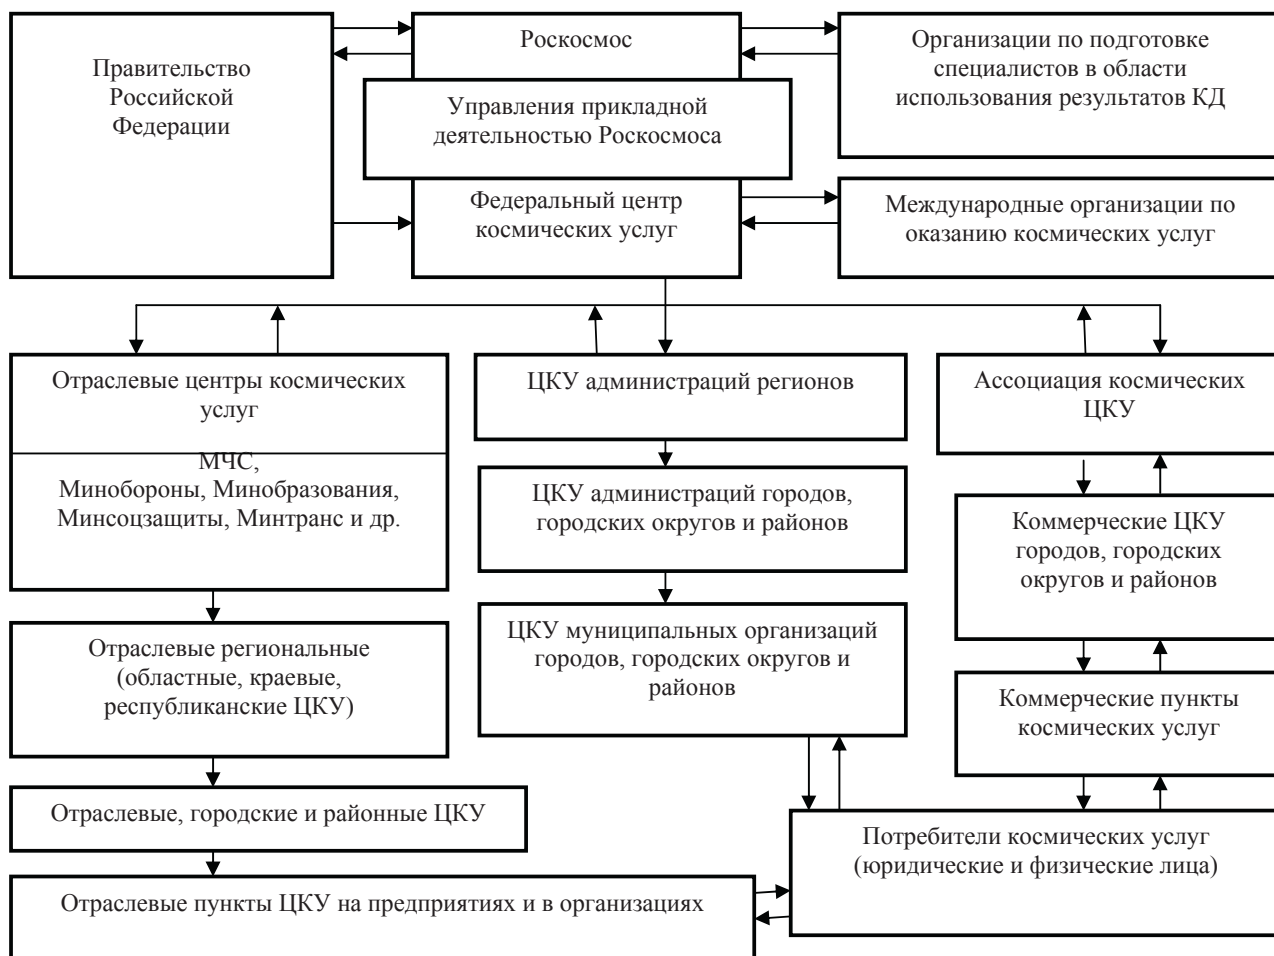 Правительство
Российской
Федерации
Роскосмос
Организации по подготовке
специалистов в области
использования результатов КД
Управления прикладной
деятельностью Роскосмоса
Федеральный центр
космических услуг
Международные организации по
оказанию космических услуг
Отраслевые центры космических
услуг
МЧС,
Минобороны, Минобразования,
Минсоцзащиты, Минтранс и др.
ЦКУ администраций регионов
Ассоциация космических
ЦКУ
ЦКУ администраций городов,
городских округов и районов
Коммерческие ЦКУ
городов, городских
округов и районов
Отраслевые региональные
(областные, краевые,
республиканские ЦКУ)
ЦКУ муниципальных организаций
городов, городских округов и
районов
Коммерческие пункты
космических услуг
Отраслевые, городские и районные ЦКУ
Потребители космических услуг
(юридические и физические лица)
Отраслевые пункты ЦКУ на предприятиях и в организациях